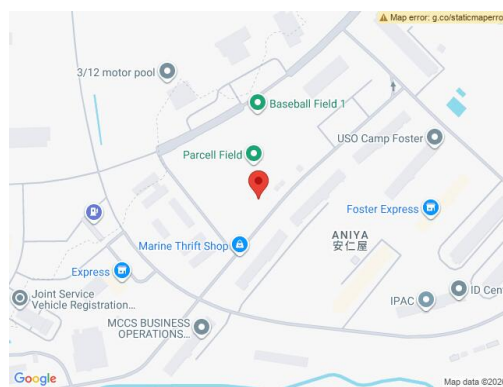 Map error: g.co/staticmaperro
3/12 motor pool
Baseball Field 1
USO Camp Foster
Parcell Field
Foster Express
ANIYA
安仁屋
Marine Thrift Shop
Express
ID Cen
Joint Service
Vehicle Registration...
IPAC
MCCS BUSINESS
OPERATIONS...
Google
Map data ©202